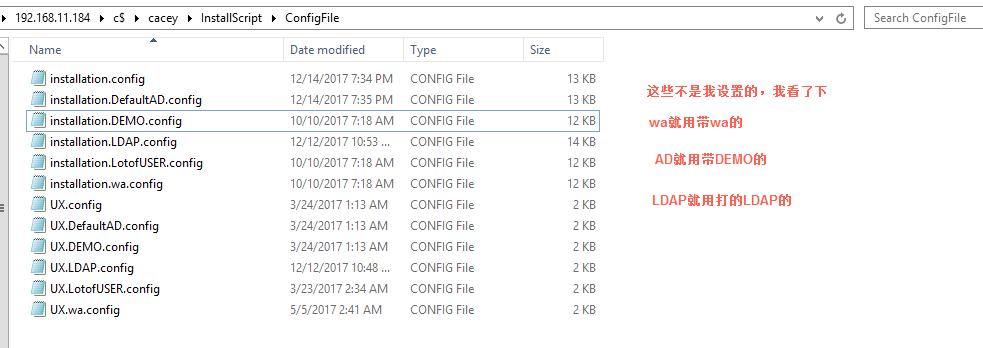 192.168.11.184 c$ cacey InstallScript ConfigFile Search ConfigFile
Name Date modified Type Size
installation.config 12/14/2017 7:34 PM CONFIG File 13 KB
installation.DefaultAD.config 12/14/2017 7:35 PM CONFIG File 13 KB
installation.DEMO.config 10/10/2017 7:18 AM CONFIG File 12 KB
installation.LDAP.config 12/12/2017 10:53 ... CONFIG File 14 KB
installation.LotofUSER.config 10/10/2017 7:18 AM CONFIG File 12 KB
installation.wa.config 10/10/2017 7:18 AM CONFIG File 12 KB
UX.config 3/24/2017 1:13 AM CONFIG File 2 KB
UX.DefaultAD.config 3/24/2017 1:13 AM CONFIG File 2 KB
UX.DEMO.config 3/24/2017 1:13 AM CONFIG File 2 KB
UX.LDAP.config 12/12/2017 10:48 ... CONFIG File 2 KB
UX.LotofUSER.config 3/23/2017 2:34 AM CONFIG File 2 KB
UX.wa.config 5/5/2017 2:41 AM CONFIG File 2 KB
这些不是我设置的，我看了下
wa就用带wa的
AD就用带DEMO的
LDAP就用打的LDAP的